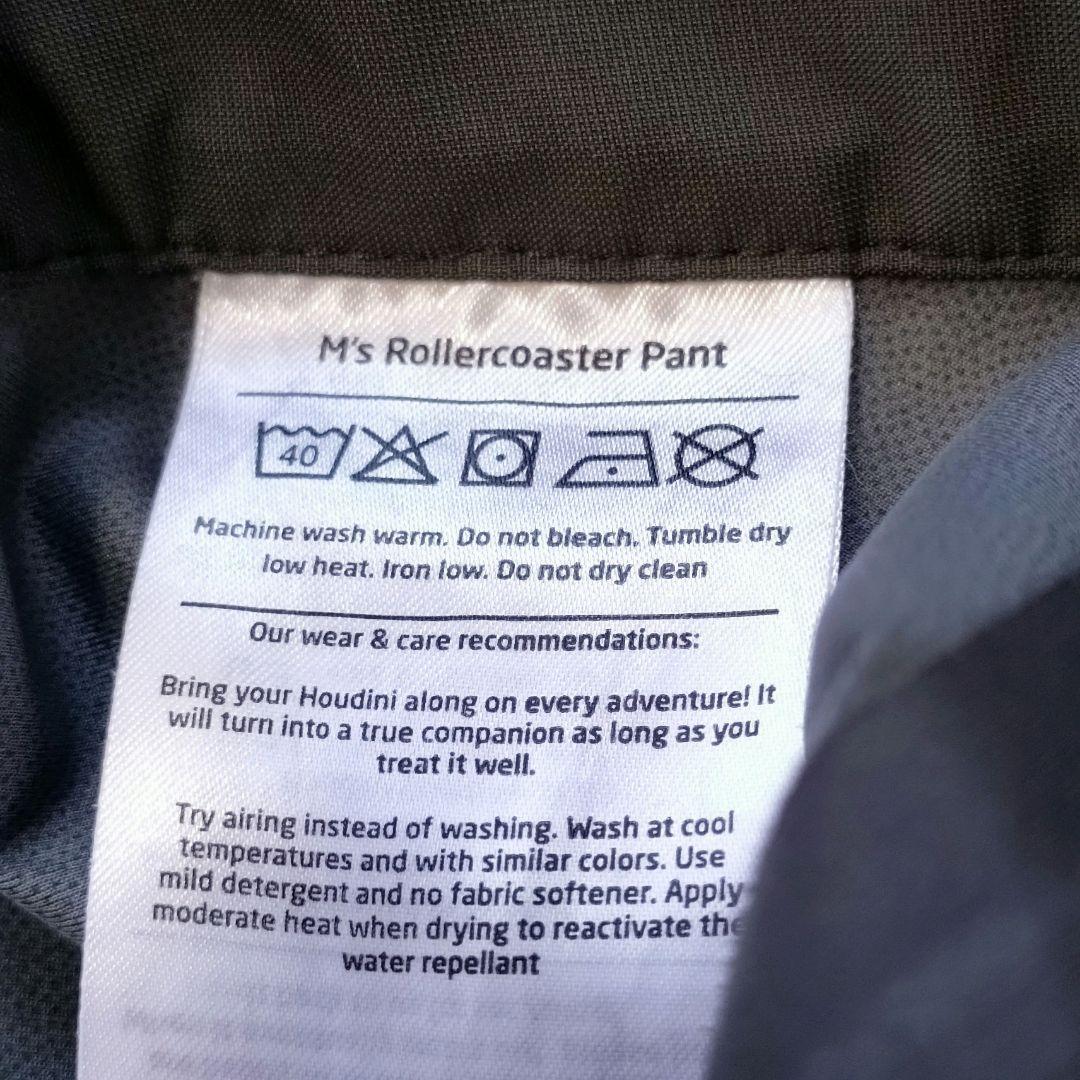 M's Rollercoaster Pant
40
Machine wash warm. Do not bleach. Tumble dry
low heat. Iron low. Do not dry clean
Our wear & care recommendations:
Bring your Houdini along on every adventure! It
will turn into a true companion as long as you
treat it well.
Try airing instead of washing. Wash at cool
temperatures and with similar colors. Use
mild detergent and no fabric softener. Apply
moderate heat when drying to reactivate the
water repellant